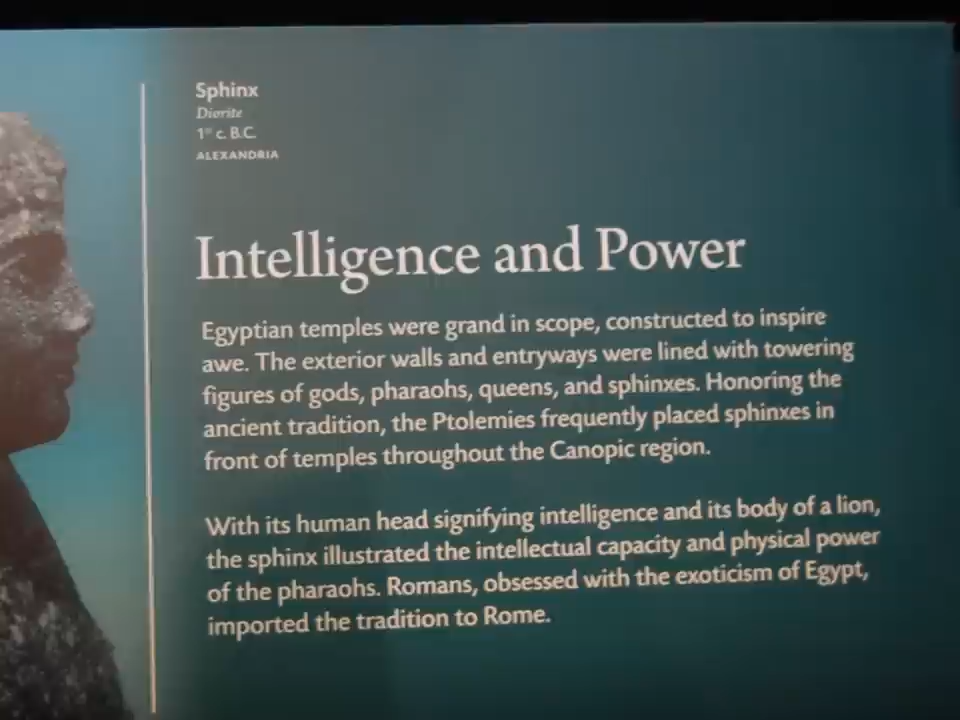 Sphinx
Diorite
1st c. B.C.
ALEXANDRIA
Intelligence and Power
Egyptian temples were grand in scope, constructed to inspire
awe. The exterior walls and entryways were lined with towering
figures of gods, pharaohs, queens, and sphinxes. Honoring the
ancient tradition, the Ptolemies frequently placed sphinxes in
front of temples throughout the Canopic region.
With its human head signifying intelligence and its body of a lion,
the sphinx illustrated the intellectual capacity and physical power
of the pharaohs. Romans, obsessed with the exoticism of Egypt,
imported the tradition to Rome.